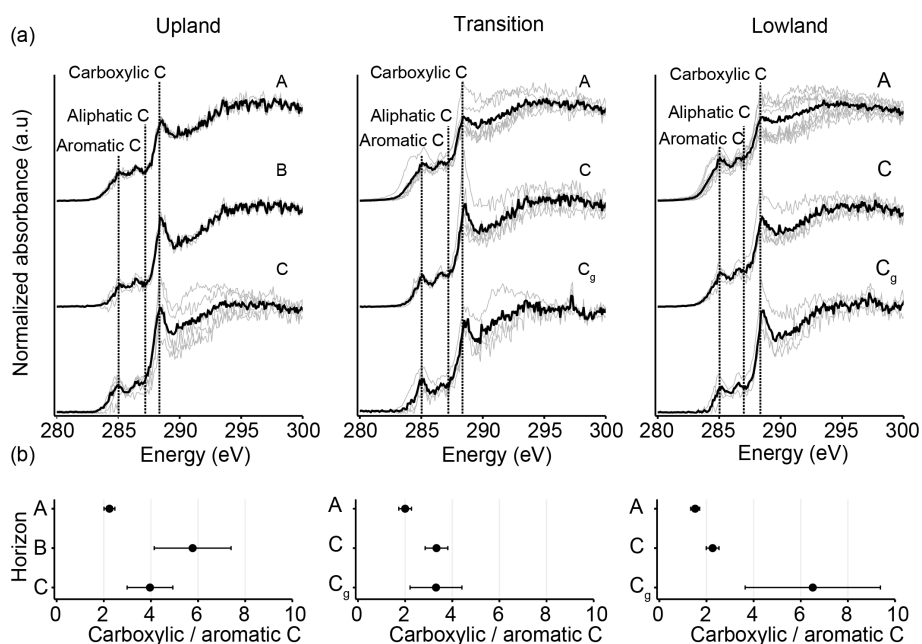 Upland Transition Lowland
(a)
Normalized absorbance (a.u)
Carboxylic C
A
Aliphatic C
Aromatic C
B
C
280 285 290 295 300
Energy (eV)
Carboxylic C
A
Aliphatic C
Aromatic C
C
Cg
280 285 290 295 300
Energy (eV)
Carboxylic C
A
Aliphatic C
Aromatic C
C
Cg
280 285 290 295 300
Energy (eV)
(b)
Horizon
A
B
C
0 2 4 6 8 10
Carboxylic / aromatic C
A
C
Cg
0 2 4 6 8 10
Carboxylic / aromatic C
A
C
Cg
0 2 4 6 8 10
Carboxylic / aromatic C